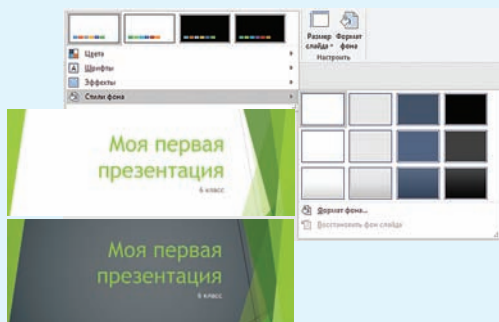 Цвета
Шрифты
Эффекты
Стили фона
Размер слайда
Формат фона
Настроить
Формат фона...
Восстановить фон слайда
Моя первая
презентация
6 класс
Моя первая
презентация
6 класс